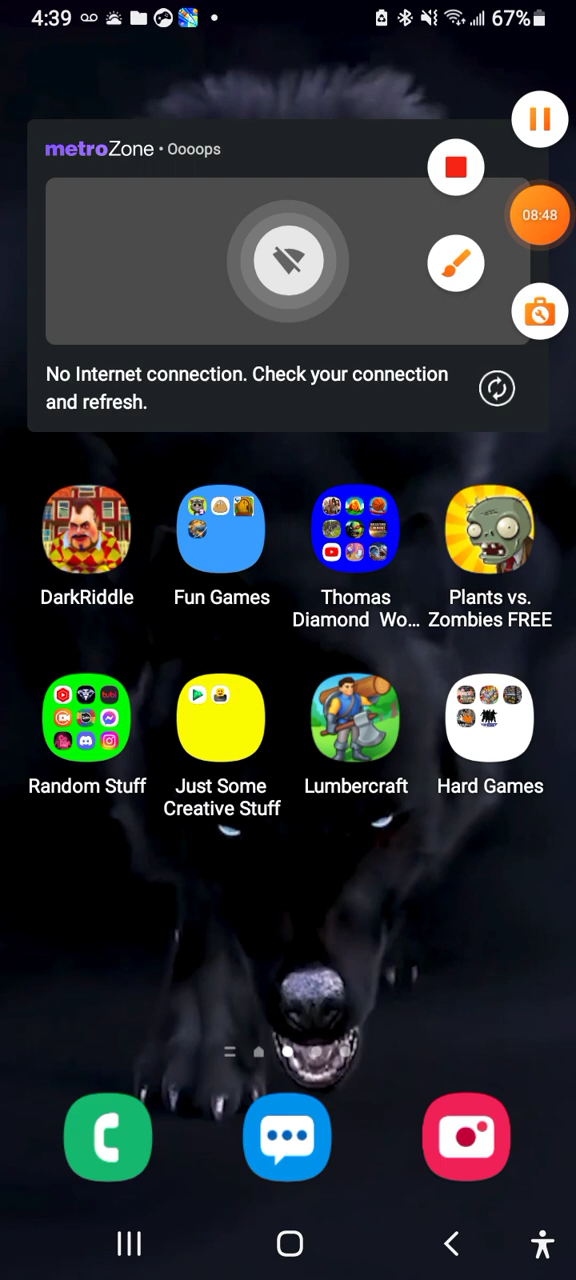 4:39
67%
metroZone • Oooops
08:48
No Internet connection. Check your connection
and refresh.
DarkRiddle
Fun Games
Thomas
Diamond Wo...
Plants vs.
Zombies FREE
Random Stuff
Just Some
Creative Stuff
Lumbercraft
Hard Games